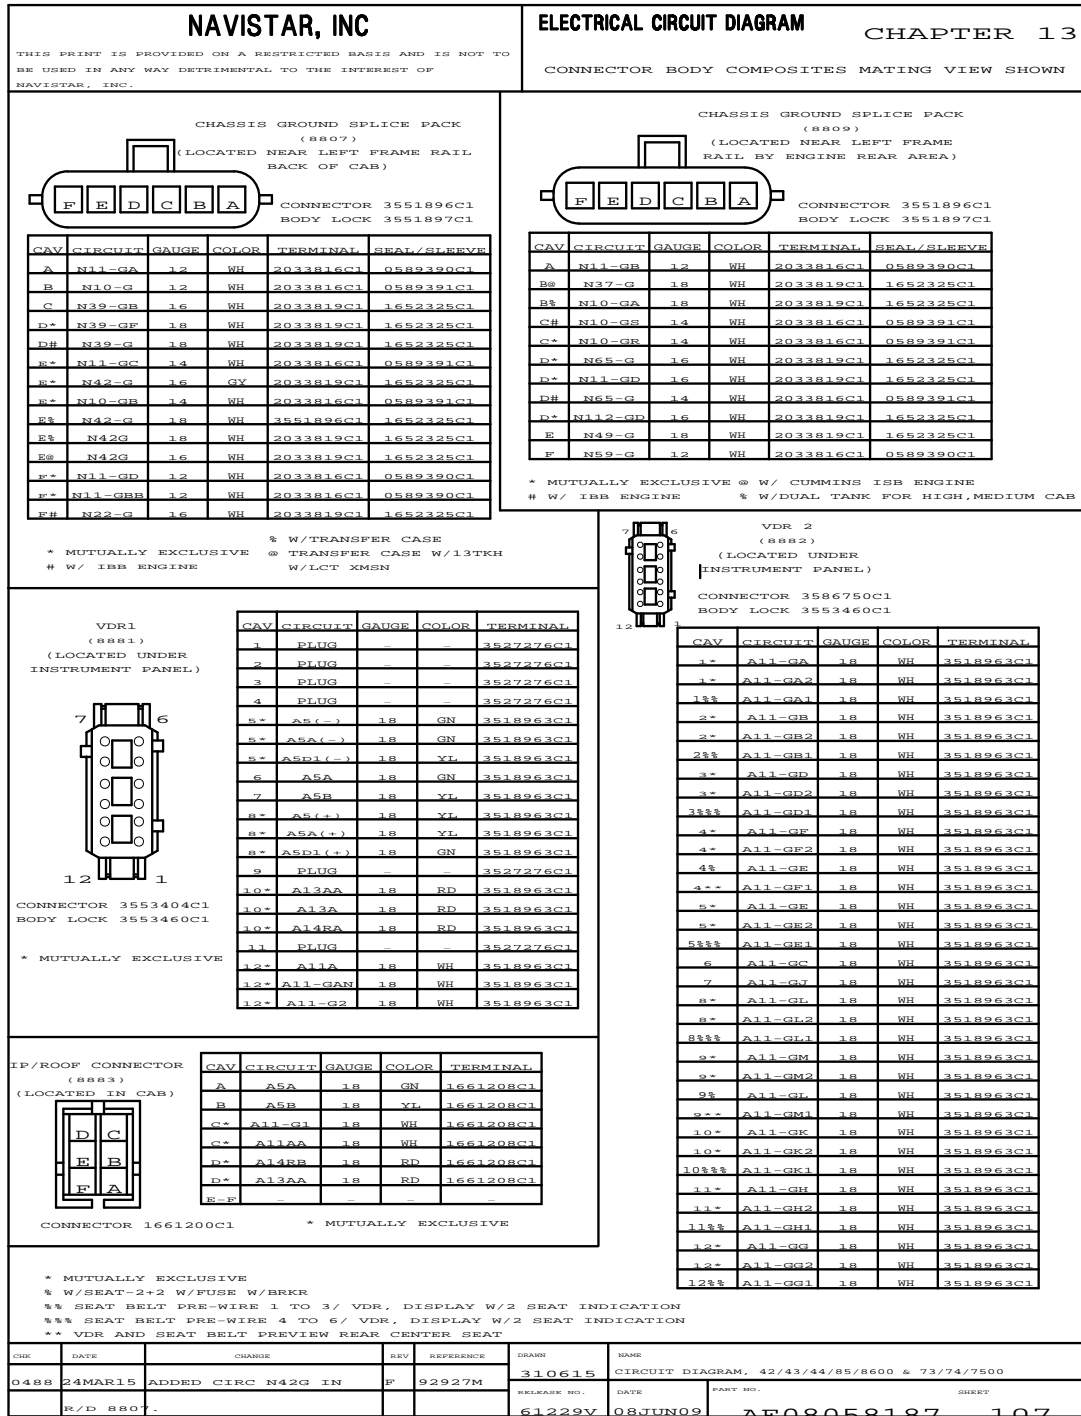 NAVISTAR, INC
THIS PRINT IS PROVIDED ON A RESTRICTED BASIS AND IS NOT TO
BE USED IN ANY WAY DETRIMENTAL TO THE INTEREST OF
NAVISTAR, INC.
ELECTRICAL CIRCUIT DIAGRAM
CHAPTER 13
CONNECTOR BODY COMPOSITES MATING VIEW SHOWN
CHASSIS GROUND SPLICE PACK
(8807)
(LOCATED NEAR LEFT FRAME RAIL
BACK OF CAB)
F E D C B A
CONNECTOR 3551896C1
BODY LOCK 3551897C1
CAV CIRCUIT GAUGE COLOR TERMINAL SEAL/SLEEVE
A N11-GA 12 WH 2033816C1 0589390C1
B N10-G 12 WH 2033816C1 0589391C1
C N39-GB 16 WH 2033819C1 1652325C1
D* N39-GF 18 WH 2033819C1 1652325C1
D# N39-G 18 WH 2033819C1 1652325C1
E* N11-GC 14 WH 2033816C1 0589391C1
E* N42-G 16 GY 2033819C1 1652325C1
E* N10-GB 14 WH 2033816C1 0589391C1
E% N42-G 18 WH 3551896C1 1652325C1
E% N42G 18 WH 2033819C1 1652325C1
E@ N42G 16 WH 2033819C1 1652325C1
F* N11-GD 12 WH 2033816C1 0589390C1
F* N11-GBB 12 WH 2033816C1 0589390C1
F# N22-G 16 WH 2033819C1 1652325C1
% W/TRANSFER CASE
* MUTUALLY EXCLUSIVE @ TRANSFER CASE W/13TKH
# W/ IBB ENGINE W/LCT XMSN
CHASSIS GROUND SPLICE PACK
(8809)
(LOCATED NEAR LEFT FRAME
RAIL BY ENGINE REAR AREA)
F E D C B A
CONNECTOR 3551896C1
BODY LOCK 3551897C1
CAV CIRCUIT GAUGE COLOR TERMINAL SEAL/SLEEVE
A N11-GB 12 WH 2033816C1 0589390C1
B@ N37-G 18 WH 2033819C1 1652325C1
B% N10-GA 18 WH 2033819C1 1652325C1
C# N10-GS 14 WH 2033816C1 0589391C1
C* N10-GR 14 WH 2033816C1 0589391C1
D* N65-G 16 WH 2033819C1 1652325C1
D* N11-GD 16 WH 2033819C1 1652325C1
D# N65-G 14 WH 2033816C1 0589391C1
D* N112-GD 16 WH 2033819C1 1652325C1
E N49-G 18 WH 2033819C1 1652325C1
F N59-G 12 WH 2033816C1 0589390C1
* MUTUALLY EXCLUSIVE @ W/ CUMMINS ISB ENGINE
# W/ IBB ENGINE % W/DUAL TANK FOR HIGH,MEDIUM CAB
VDR1
(8881)
(LOCATED UNDER
INSTRUMENT PANEL)
7 6
12 1
CONNECTOR 3553404C1
BODY LOCK 3553460C1
* MUTUALLY EXCLUSIVE
CAV CIRCUIT GAUGE COLOR TERMINAL
1 PLUG – – 3527276C1
2 PLUG – – 3527276C1
3 PLUG – – 3527276C1
4 PLUG – – 3527276C1
5* A5(-) 18 GN 3518963C1
5* A5A(-) 18 GN 3518963C1
5* A5D1(-) 18 YL 3518963C1
6 A5A 18 GN 3518963C1
7 A5B 18 YL 3518963C1
8* A5(+) 18 YL 3518963C1
8* A5A(+) 18 YL 3518963C1
8* A5D1(+) 18 GN 3518963C1
9 PLUG – – 3527276C1
10* A13AA 18 RD 3518963C1
10* A13A 18 RD 3518963C1
10* A14RA 18 RD 3518963C1
11 PLUG – – 3527276C1
12* A11A 18 WH 3518963C1
12* A11-GAN 18 WH 3518963C1
12* A11-G2 18 WH 3518963C1
VDR 2
(8882)
(LOCATED UNDER
INSTRUMENT PANEL)
7 6
12 1
CONNECTOR 3586750C1
BODY LOCK 3553460C1
CAV CIRCUIT GAUGE COLOR TERMINAL
1* A11-GA 18 WH 3518963C1
1* A11-GA2 18 WH 3518963C1
1%% A11-GA1 18 WH 3518963C1
2* A11-GB 18 WH 3518963C1
2* A11-GB2 18 WH 3518963C1
2%% A11-GB1 18 WH 3518963C1
3* A11-GD 18 WH 3518963C1
3* A11-GD2 18 WH 3518963C1
3%%% A11-GD1 18 WH 3518963C1
4* A11-GF 18 WH 3518963C1
4* A11-GF2 18 WH 3518963C1
4% A11-GE 18 WH 3518963C1
4** A11-GF1 18 WH 3518963C1
5* A11-GE 18 WH 3518963C1
5* A11-GE2 18 WH 3518963C1
5%%% A11-GE1 18 WH 3518963C1
6 A11-GC 18 WH 3518963C1
7 A11-GJ 18 WH 3518963C1
8* A11-GL 18 WH 3518963C1
8* A11-GL2 18 WH 3518963C1
8%%% A11-GL1 18 WH 3518963C1
9* A11-GM 18 WH 3518963C1
9* A11-GM2 18 WH 3518963C1
9% A11-GL 18 WH 3518963C1
9** A11-GM1 18 WH 3518963C1
10* A11-GK 18 WH 3518963C1
10* A11-GK2 18 WH 3518963C1
10%%% A11-GK1 18 WH 3518963C1
11* A11-GH 18 WH 3518963C1
11* A11-GH2 18 WH 3518963C1
11%% A11-GH1 18 WH 3518963C1
12* A11-GG 18 WH 3518963C1
12* A11-GG2 18 WH 3518963C1
12%% A11-GG1 18 WH 3518963C1
IP/ROOF CONNECTOR
(8883)
(LOCATED IN CAB)
D C
E B
F A
CONNECTOR 1661200C1
CAV CIRCUIT GAUGE COLOR TERMINAL
A A5A 18 GN 1661208C1
B A5B 18 YL 1661208C1
C* A11-G1 18 WH 1661208C1
C* A11AA 18 WH 1661208C1
D* A14RB 18 RD 1661208C1
D* A13AA 18 RD 1661208C1
E-F – – – –
* MUTUALLY EXCLUSIVE
* MUTUALLY EXCLUSIVE
% W/SEAT-2+2 W/FUSE W/BRKR
%% SEAT BELT PRE-WIRE 1 TO 3/ VDR, DISPLAY W/2 SEAT INDICATION
%%% SEAT BELT PRE-WIRE 4 TO 6/ VDR, DISPLAY W/2 SEAT INDICATION
** VDR AND SEAT BELT PREVIEW REAR CENTER SEAT
CHK DATE CHANGE REV REFERENCE
0488 24MAR15 ADDED CIRC N42G IN F 92927M
R/D 8807.
DRAWN
310615
NAME
CIRCUIT DIAGRAM, 42/43/44/85/8600 & 73/74/7500
RELEASE NO.
61229V
DATE
08JUN09
PART NO. SHEET
AF08058187 107